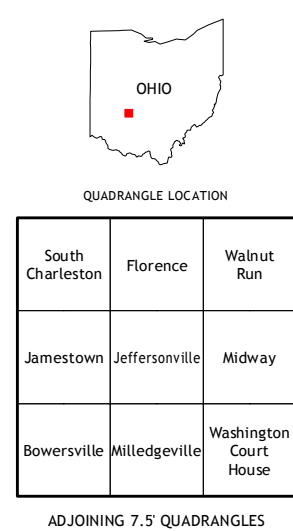 OHIO
QUADRANGLE LOCATION
South
Charleston
Florence
Walnut
Run
Jamestown
Jeffersonville
Midway
Bowersville
Milledgeville
Washington
Court
House
ADJOINING 7.5' QUADRANGLES